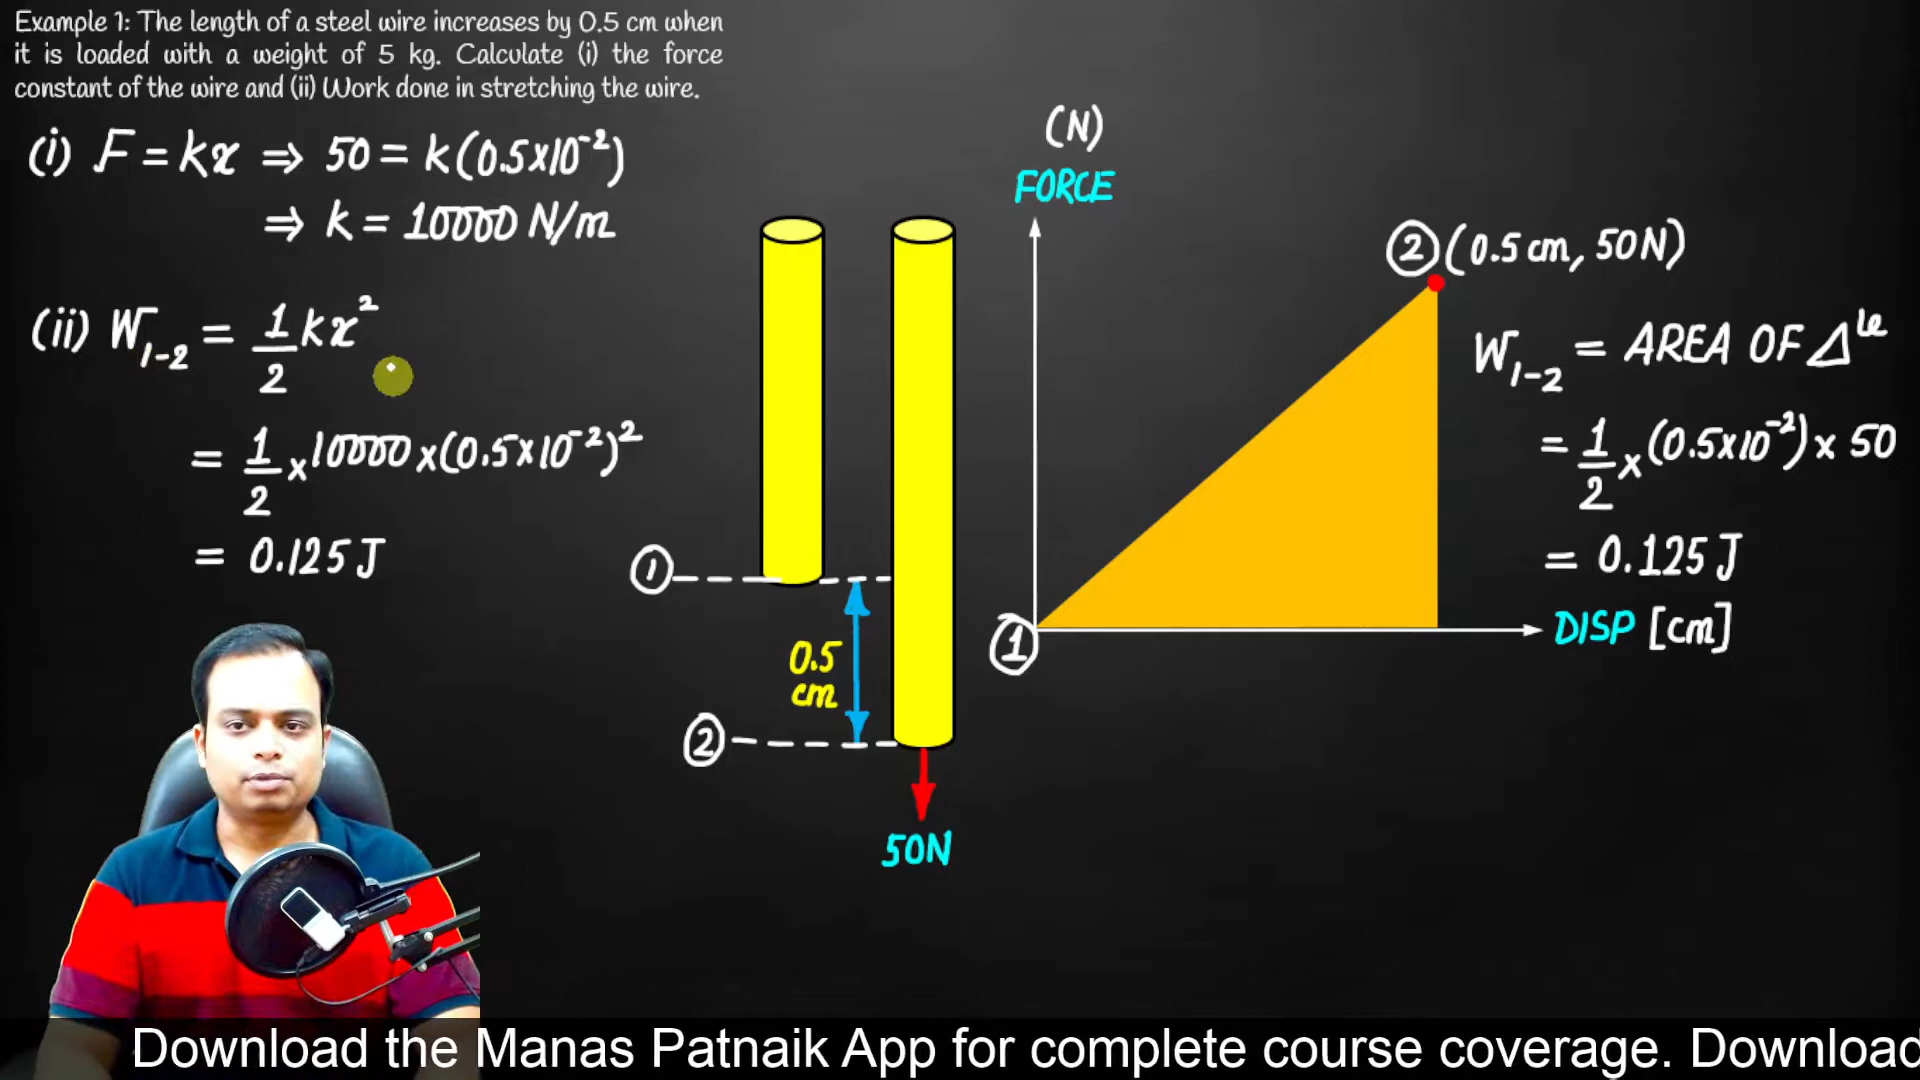 Example 1: The length of a steel wire increases by 0.5 cm when
it is loaded with a weight of 5 kg. Calculate (i) the force
constant of the wire and (ii) Work done in stretching the wire.
(i) F = kx ⇒ 50 = k(0.5×10⁻²)
⇒ k = 10000 N/m
(ii) W₁₋₂ = 1/2 kx²
= 1/2 × 10000 × (0.5×10⁻²)²
= 0.125 J
①
0.5
cm
②
50N
(N)
FORCE
② (0.5 cm, 50N)
①
DISP [cm]
W₁₋₂ = AREA OF Δˡᵉ
= 1/2 × (0.5×10⁻²) × 50
= 0.125 J
Download the Manas Patnaik App for complete course coverage. Download